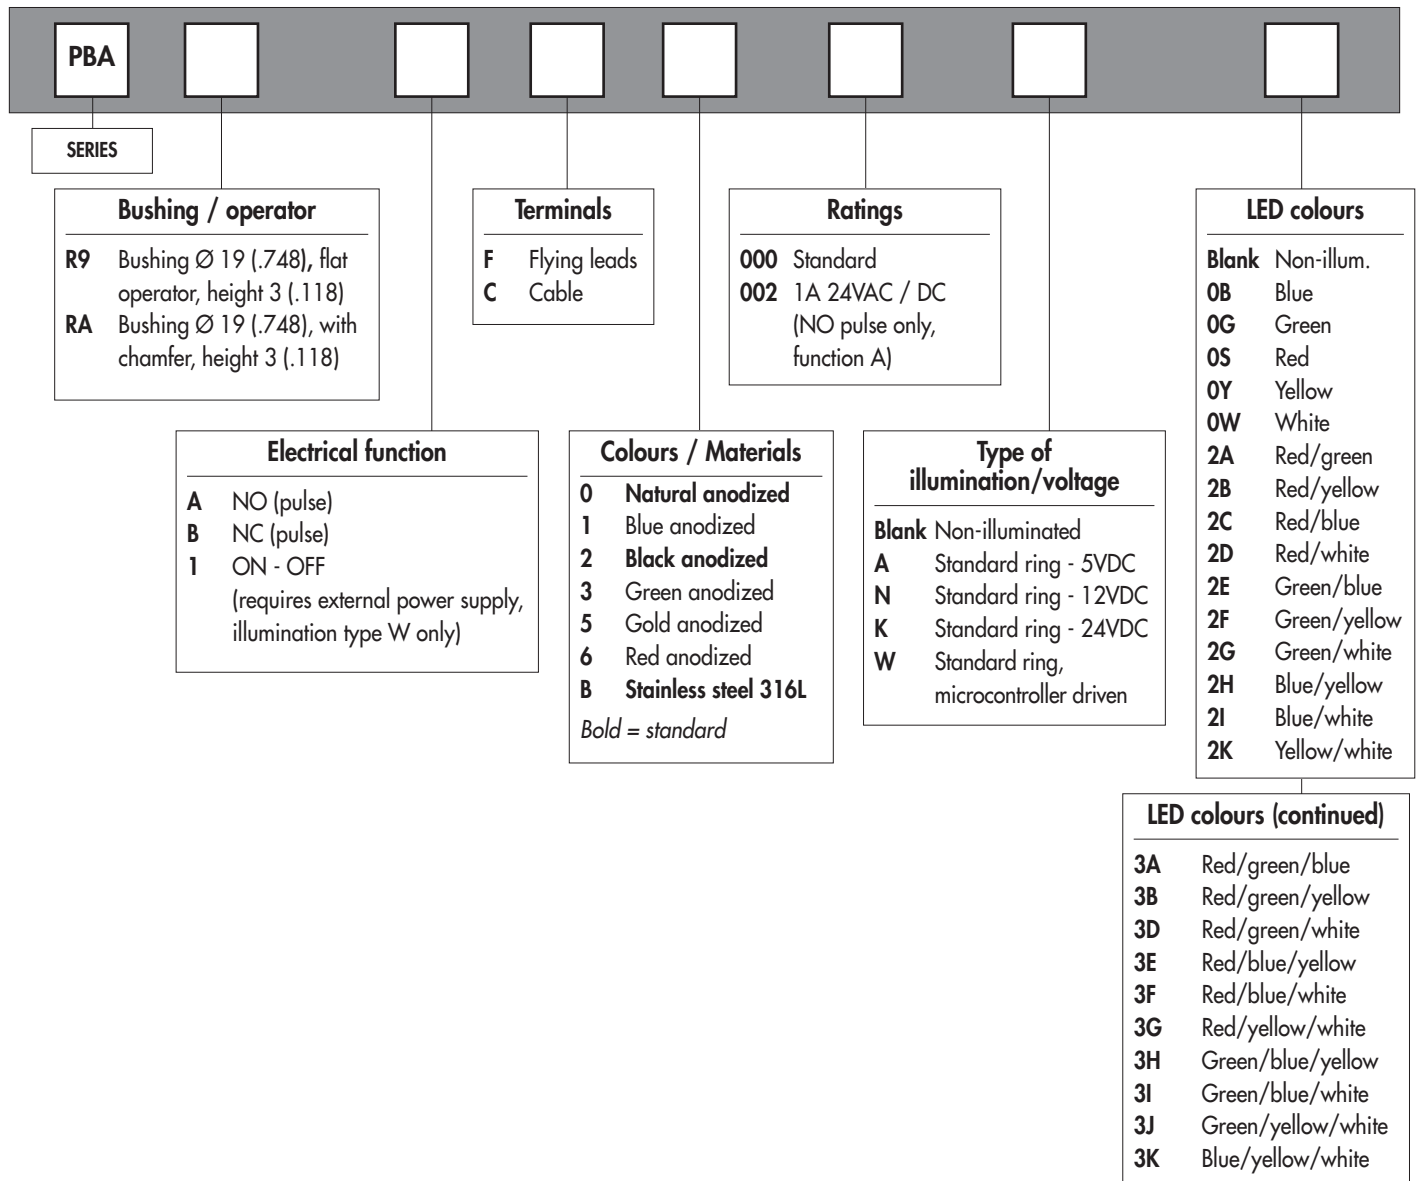 PBA
SERIES
Bushing / operator
R9 Bushing Ø 19 (.748), flat
operator, height 3 (.118)
RA Bushing Ø 19 (.748), with
chamfer, height 3 (.118)
Terminals
F Flying leads
C Cable
Ratings
000 Standard
002 1A 24VAC / DC
(NO pulse only,
function A)
LED colours
Blank Non-illum.
0B Blue
0G Green
0S Red
0Y Yellow
0W White
2A Red/green
2B Red/yellow
2C Red/blue
2D Red/white
2E Green/blue
2F Green/yellow
2G Green/white
2H Blue/yellow
2I Blue/white
2K Yellow/white
Electrical function
A NO (pulse)
B NC (pulse)
1 ON - OFF
(requires external power supply,
illumination type W only)
Colours / Materials
0 Natural anodized
1 Blue anodized
2 Black anodized
3 Green anodized
5 Gold anodized
6 Red anodized
B Stainless steel 316L
Bold = standard
Type of
illumination/voltage
Blank Non-illuminated
A Standard ring - 5VDC
N Standard ring - 12VDC
K Standard ring - 24VDC
W Standard ring,
microcontroller driven
LED colours (continued)
3A Red/green/blue
3B Red/green/yellow
3D Red/green/white
3E Red/blue/yellow
3F Red/blue/white
3G Red/yellow/white
3H Green/blue/yellow
3I Green/blue/white
3J Green/yellow/white
3K Blue/yellow/white